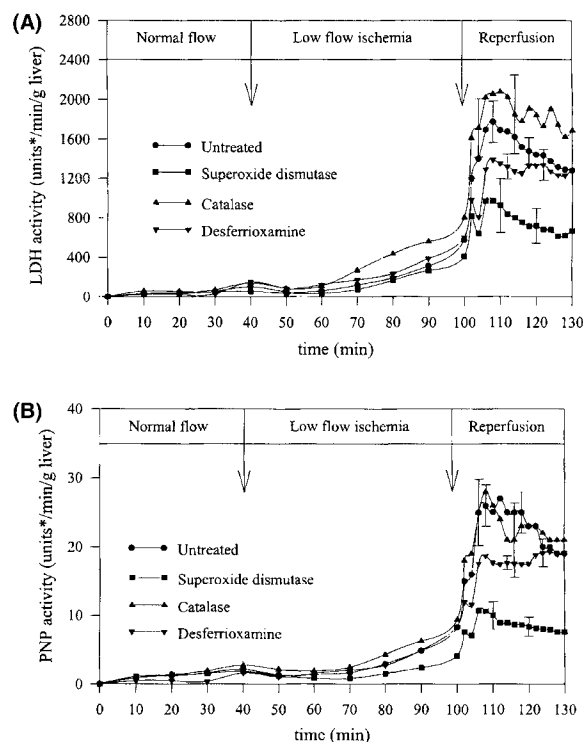 (A)
2800
2400
2000
1600
1200
800
400
0
LDH activity (units*/min/g liver)
Normal flow
Low flow ischemia
Reperfusion
Untreated
Superoxide dismutase
Catalase
Desferrioxamine
0 10 20 30 40 50 60 70 80 90 100 110 120 130
time (min)
(B)
40
30
20
10
0
PNP activity (units*/min/g liver)
Normal flow
Low flow ischemia
Reperfusion
Untreated
Superoxide dismutase
Catalase
Desferrioxamine
0 10 20 30 40 50 60 70 80 90 100 110 120 130
time (min)